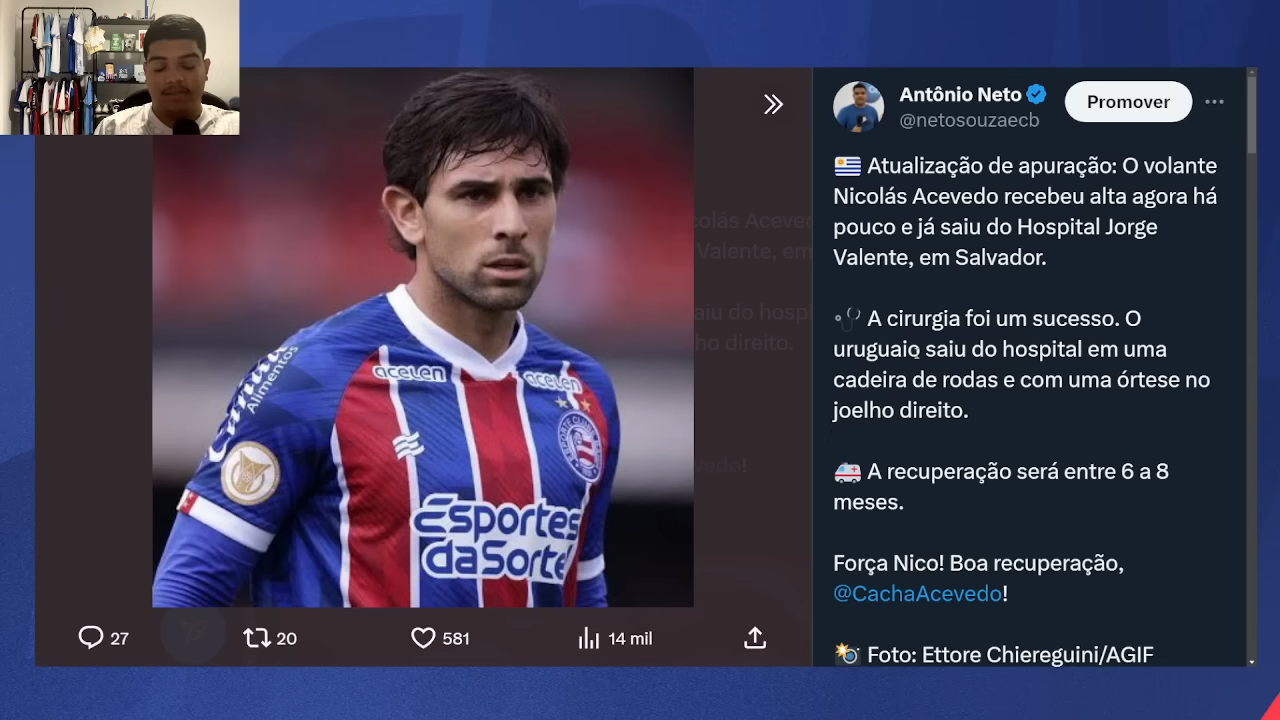 Antônio Neto
@netosouzaecb
Promover
🇺🇾 Atualização de apuração: O volante
Nicolás Acevedo recebeu alta agora há
pouco e já saiu do Hospital Jorge
Valente, em Salvador.
🩺 A cirurgia foi um sucesso. O
uruguaio saiu do hospital em uma
cadeira de rodas e com uma órtese no
joelho direito.
🚑 A recuperação será entre 6 a 8
meses.
Força Nico! Boa recuperação,
@CachaAcevedo!
📸 Foto: Ettore Chiereguini/AGIF
27
20
581
14 mil
Alimentos
acelen
acelen
Esportes
da Sorte